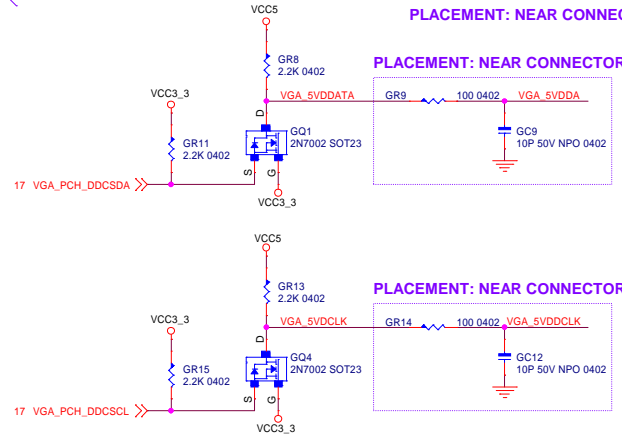 PLACEMENT: NEAR CONNEC
VCC5
GR8
2.2K 0402
PLACEMENT: NEAR CONNECTOR
VCC3_3
VGA_5VDDATA
GR9
100 0402
VGA_5VDDA
D
GR11
2.2K 0402
GQ1
2N7002 SOT23
GC9
10P 50V NPO 0402
S
G
17 VGA_PCH_DDCSDA
VCC3_3
VCC5
GR13
2.2K 0402
PLACEMENT: NEAR CONNECTOR
VCC3_3
VGA_5VDCLK
GR14
100 0402
VGA_5VDDCLK
D
GR15
2.2K 0402
GQ4
2N7002 SOT23
GC12
10P 50V NPO 0402
S
G
17 VGA_PCH_DDCSCL
VCC3_3